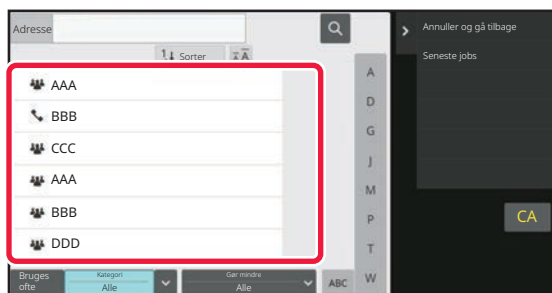 Adresse
Annuller og gå tilbage
Sorter
Seneste jobs
A
AAA
D
BBB
G
CCC
J
AAA
M
BBB
P
CA
DDD
T
Bruges ofte
Kategori
Alle
Gør mindre
Alle
ABC
W